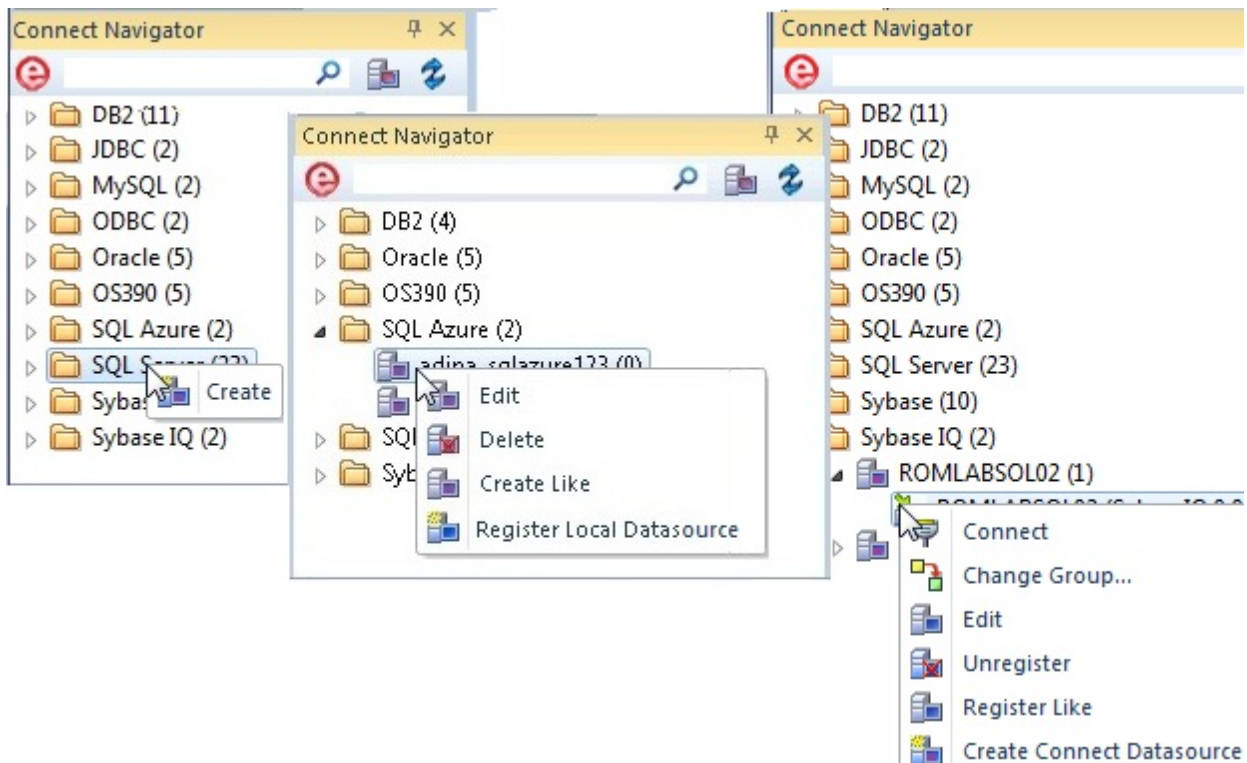 Connect Navigator
DB2 (11)
JDBC (2)
MySQL (2)
ODBC (2)
Oracle (5)
OS390 (5)
SQL Azure (2)
SQL
Create
Sybase IQ (2)
Connect Navigator
DB2 (4)
Oracle (5)
OS390 (5)
SQL Azure (2)
adina_sqlazure123 (0)
Edit
Delete
Create Like
Register Local Datasource
Connect Navigator
DB2 (11)
JDBC (2)
MySQL (2)
ODBC (2)
Oracle (5)
OS390 (5)
SQL Azure (2)
SQL Server (23)
Sybase (10)
Sybase IQ (2)
ROMLABSOL02 (1)
Connect
Change Group...
Edit
Unregister
Register Like
Create Connect Datasource